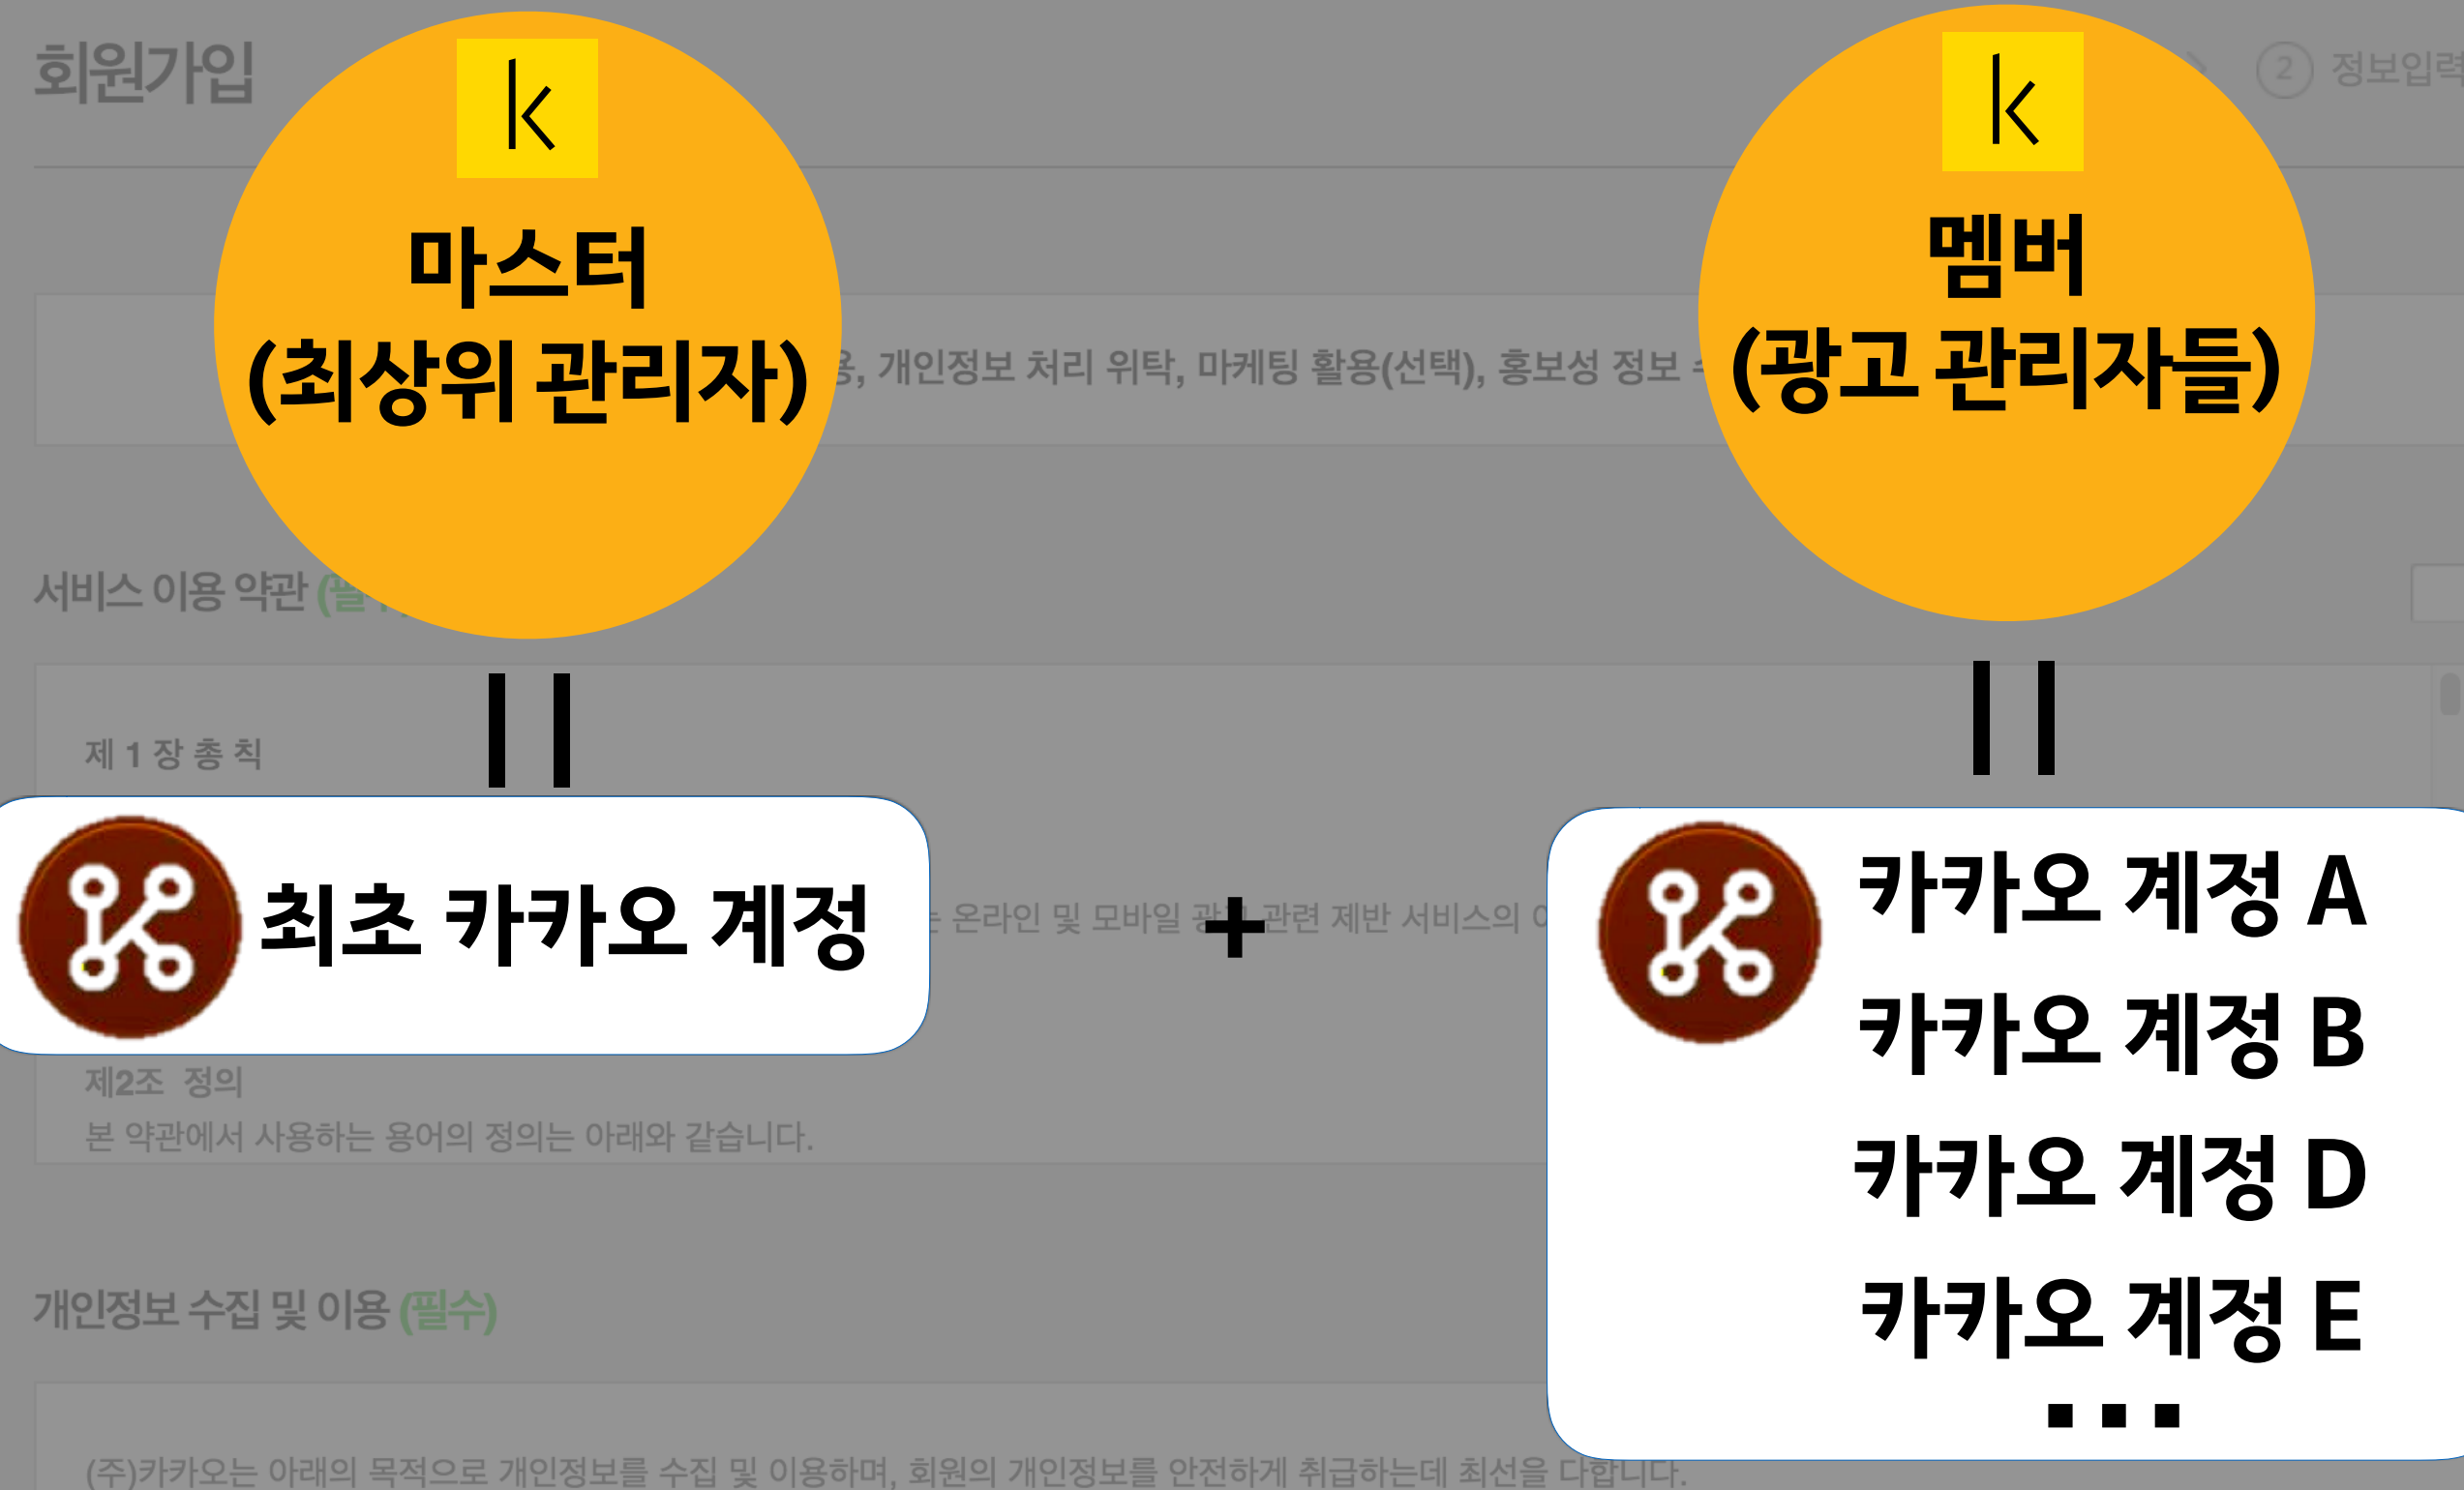 회원가입
② 정보입력
k
k
마스터
(최상위 관리자)
멤버
(광고 관리자들)
개인정보 처리 위탁, 마케팅 활용(선택), 홍보성 정보
서비스 이용 약관
제 1 장 총 칙
최초 카카오 계정
+
카카오 계정 A
카카오 계정 B
카카오 계정 D
카카오 계정 E
...
온라인 및 모바일 광고 제반 서비스의
제2조 정의
본 약관에서 사용하는 용어의 정의는 아래와 같습니다.
개인정보 수집 및 이용 (필수)
(주)카카오는 아래의 목적으로 개인정보를 수집 및 이용하며, 회원의 개인정보를 안전하게 취급하는데 최선을 다합니다.